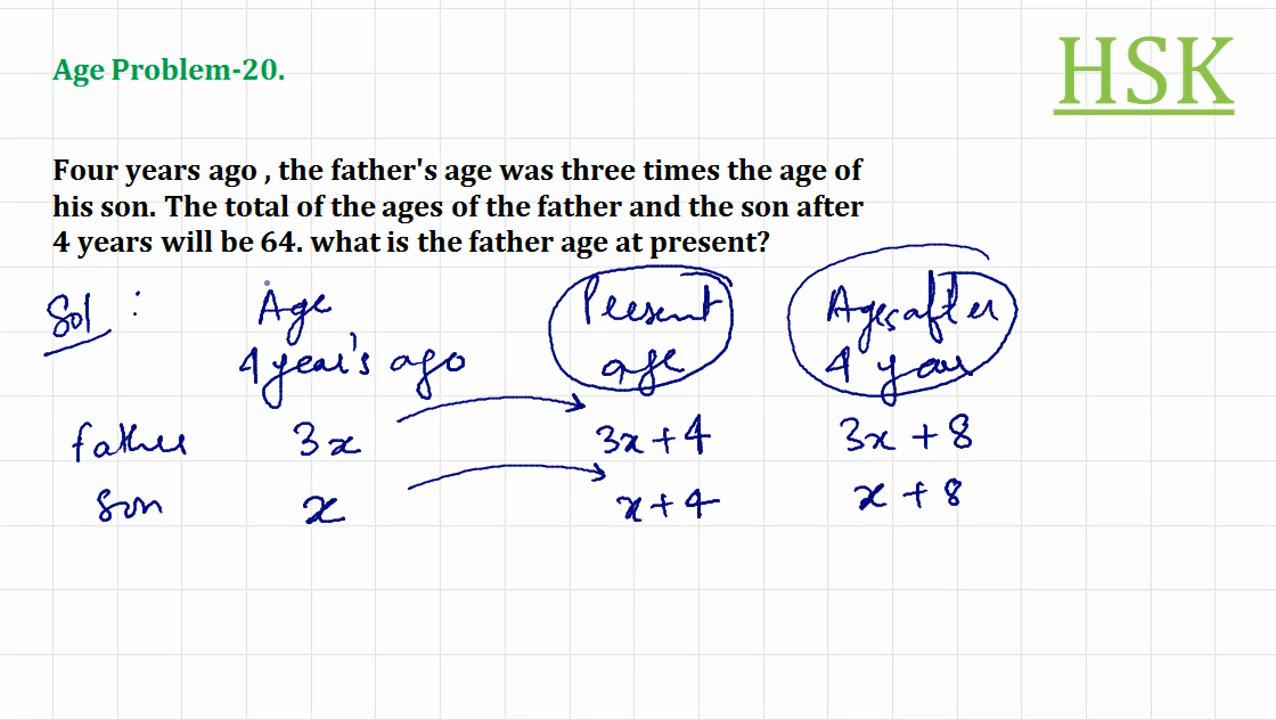 Age Problem-20.
HSK
Four years ago , the father's age was three times the age of
his son. The total of the ages of the father and the son after
4 years will be 64. what is the father age at present?
Sol : Age Present Ages after
4 year's ago age 4 year
father 3x 3x + 4 3x + 8
son x x + 4 x + 8